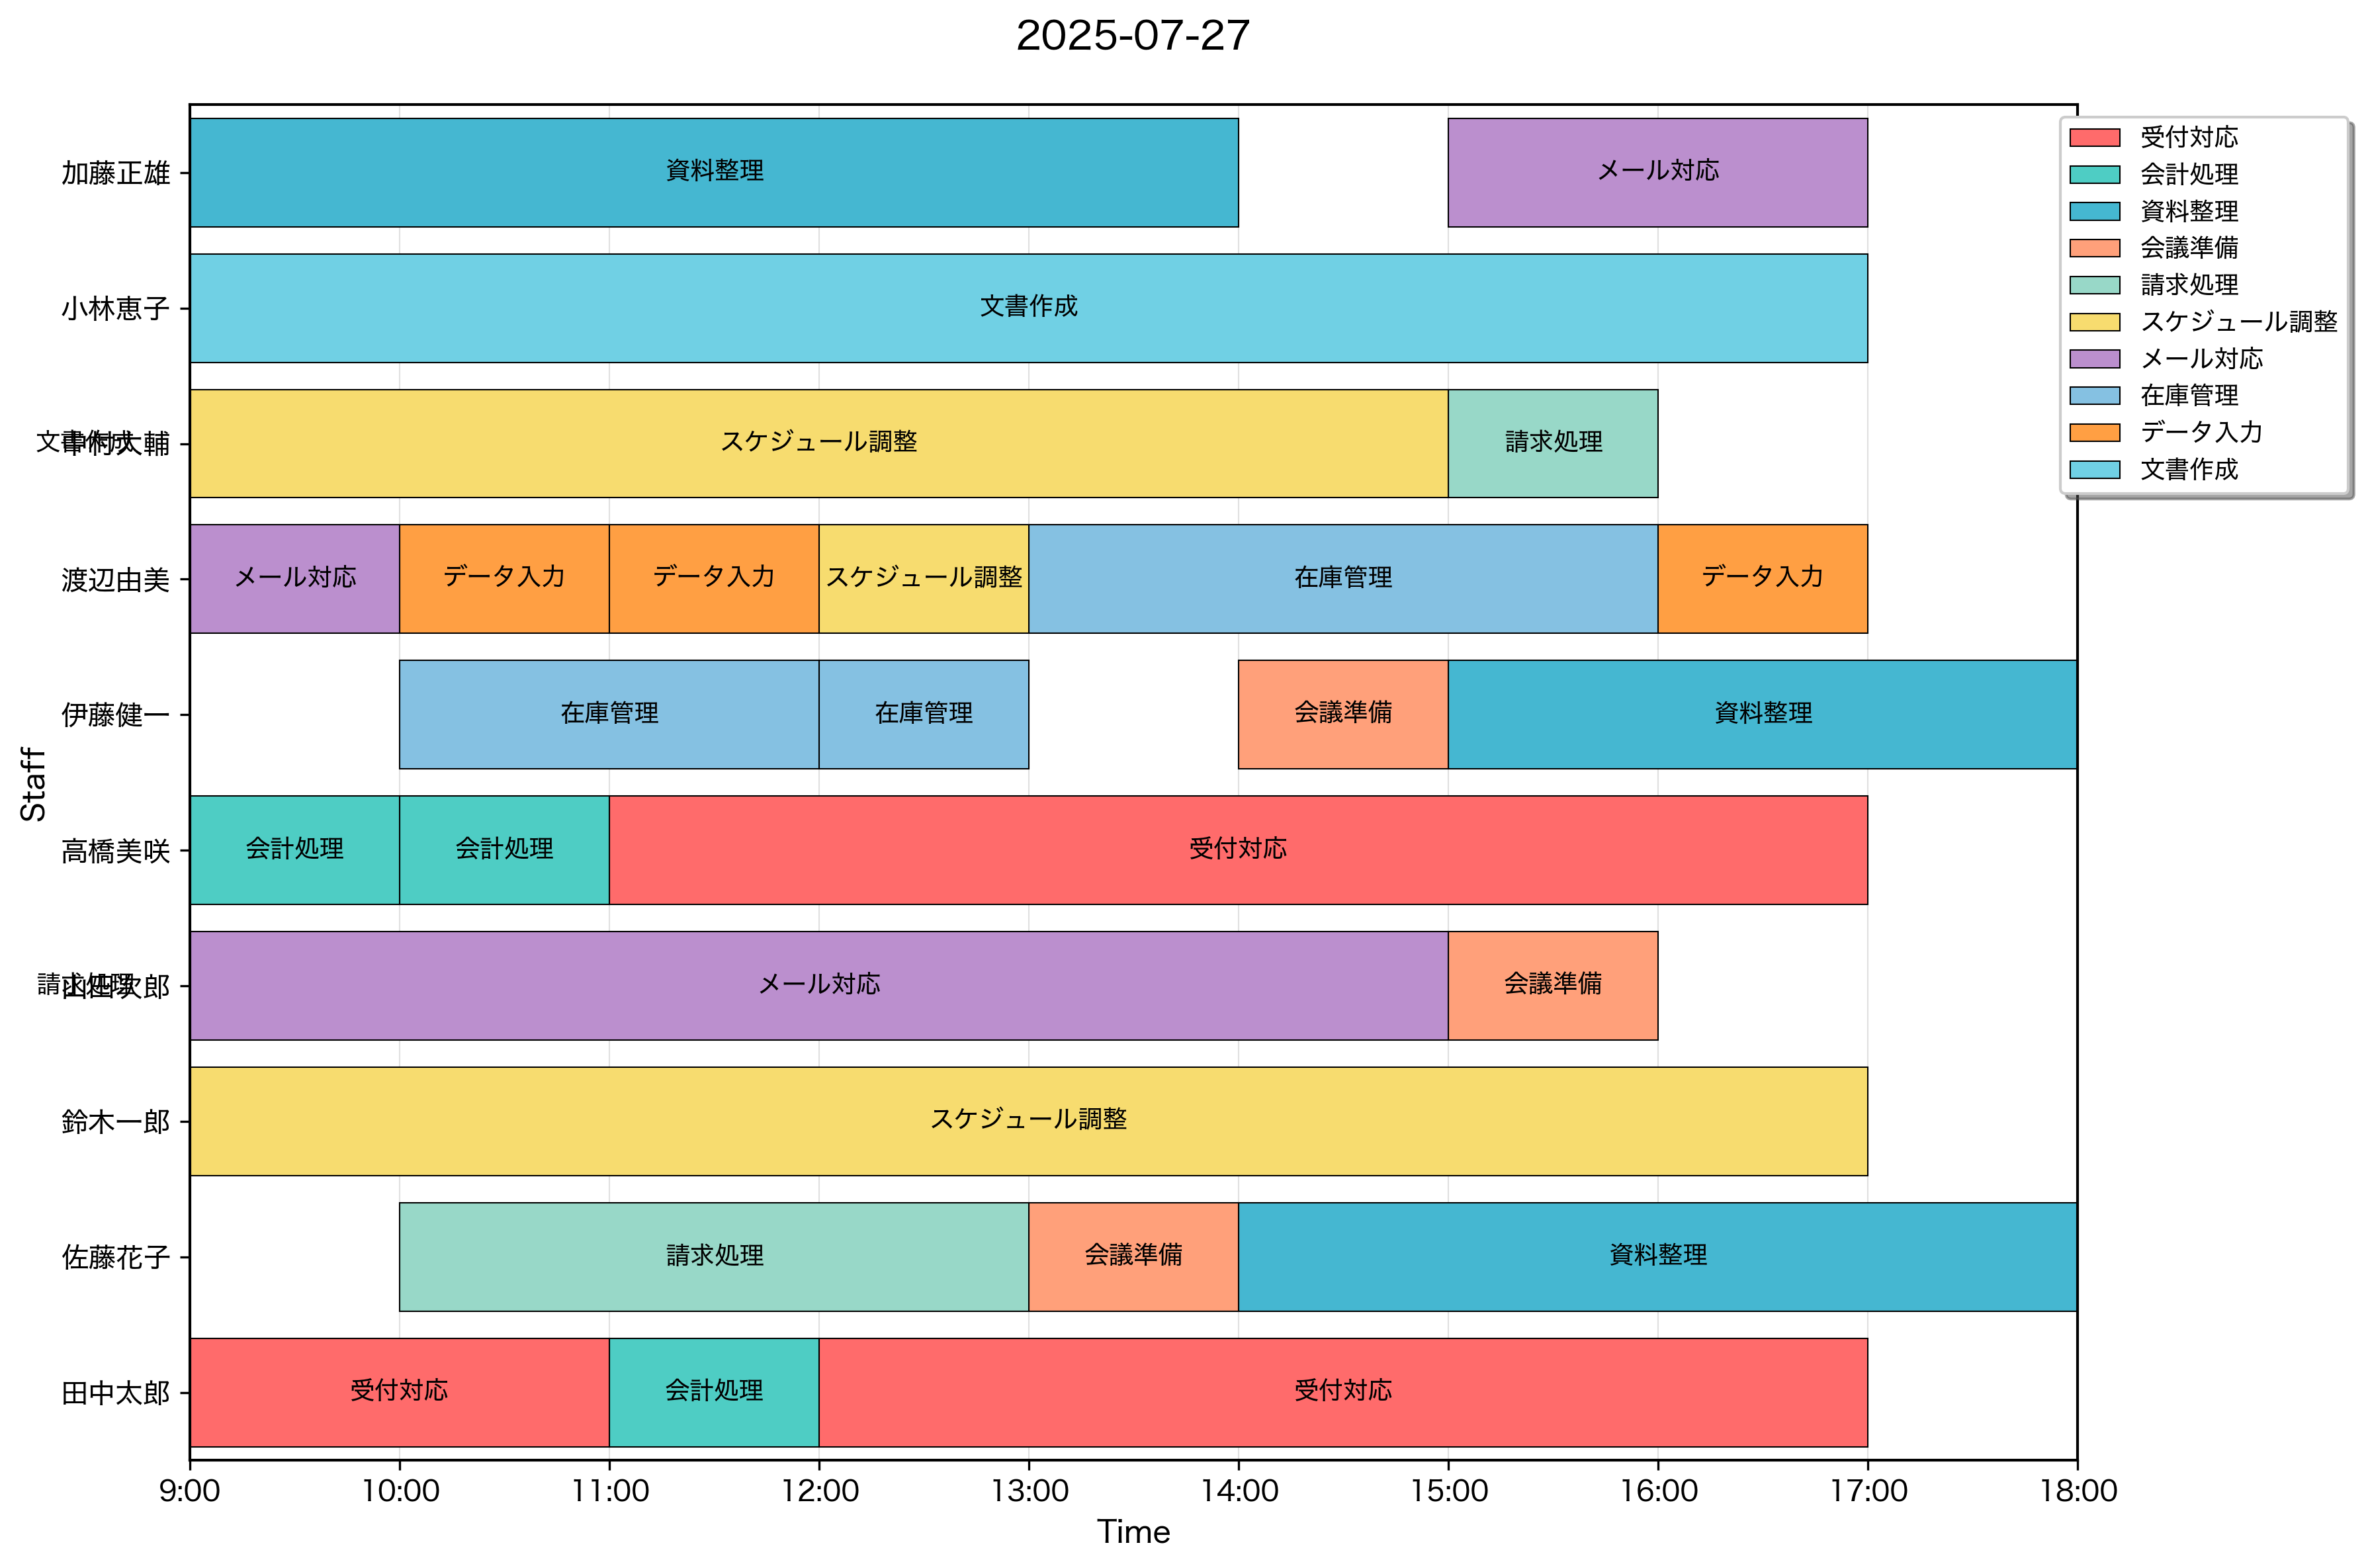 2025-07-27
加藤正雄
資料整理
メール対応
小林恵子
文書作成
文書作成
中村大輔
スケジュール調整
請求処理
渡辺由美
メール対応
データ入力
データ入力
スケジュール調整
在庫管理
データ入力
伊藤健一
在庫管理
在庫管理
会議準備
資料整理
高橋美咲
会計処理
会計処理
受付対応
請求処理
山田次郎
メール対応
会議準備
鈴木一郎
スケジュール調整
佐藤花子
請求処理
会議準備
資料整理
田中太郎
受付対応
会計処理
受付対応
9:00
10:00
11:00
12:00
13:00
14:00
15:00
16:00
17:00
18:00
Time
Staff
受付対応
会計処理
資料整理
会議準備
請求処理
スケジュール調整
メール対応
在庫管理
データ入力
文書作成